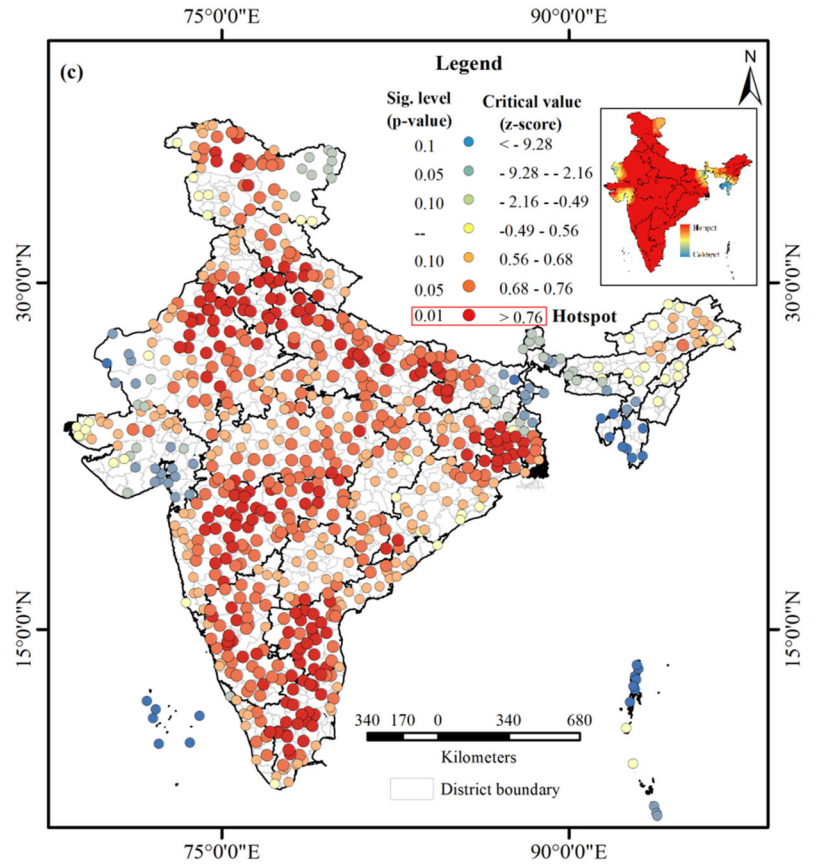 75°0'0"E 90°0'0"E
(c)
Legend
N
Sig. level Critical value
(p-value) (z-score)
0.1 < - 9.28
0.05 - 9.28 - - 2.16
0.10 - 2.16 - -0.49
-- -0.49 - 0.56
0.10 0.56 - 0.68
0.05 0.68 - 0.76
0.01 > 0.76 Hotspot
Hotspot
Coldspot
30°0'0"N 30°0'0"N
15°0'0"N 15°0'0"N
340 170 0 340 680
Kilometers
District boundary
75°0'0"E 90°0'0"E